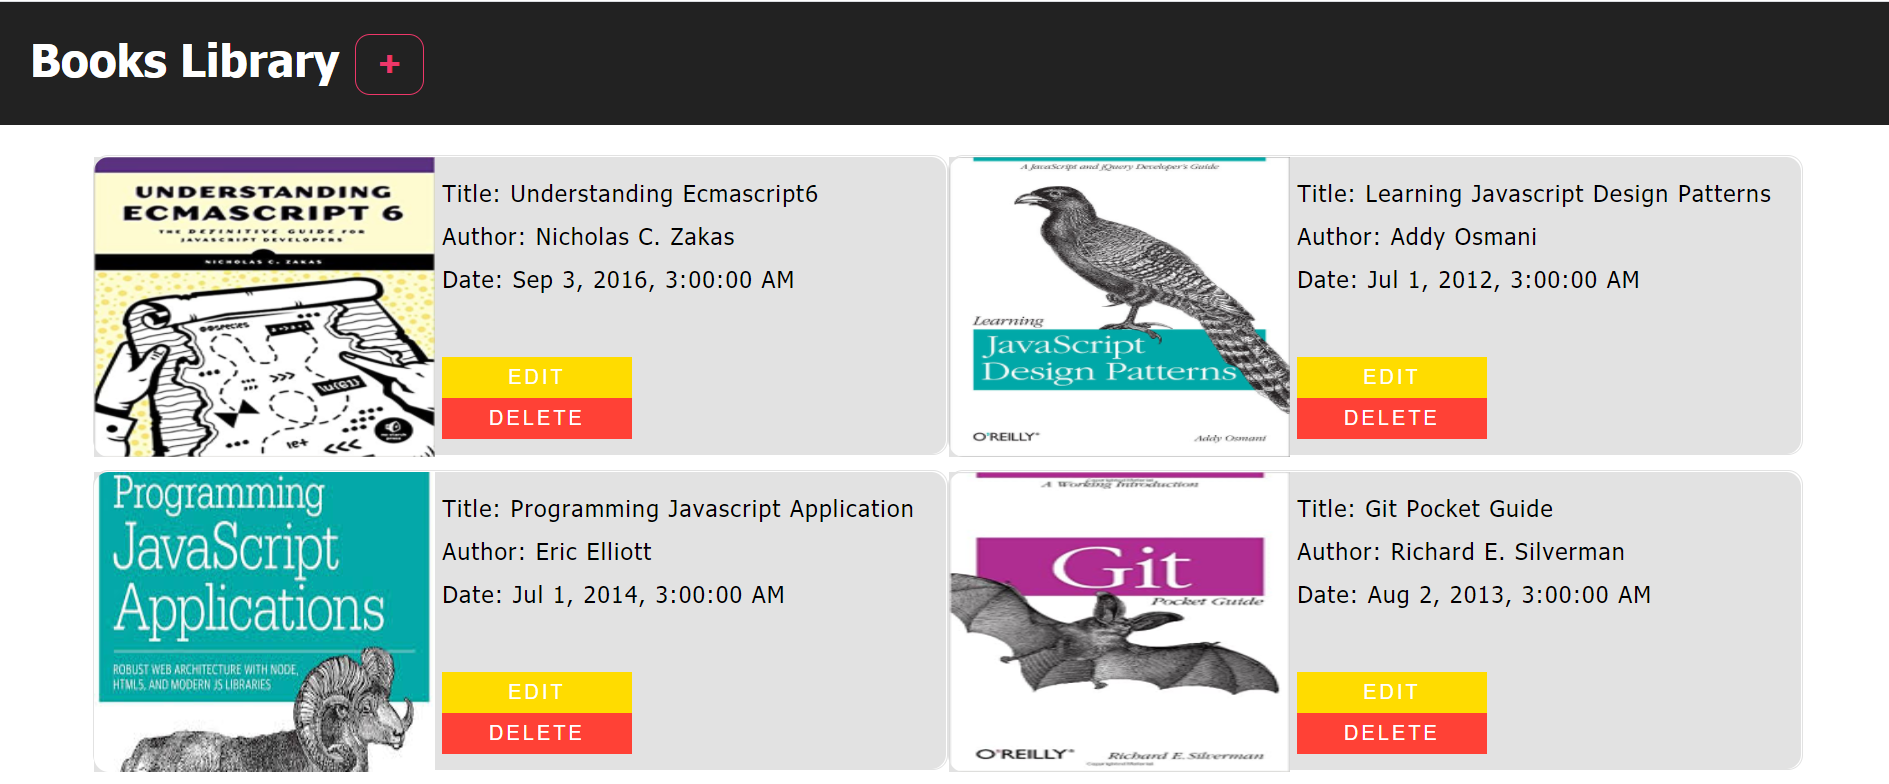 Books Library +
UNDERSTANDING
ECMASCRIPT 6
THE DEFINITIVE GUIDE FOR
JAVASCRIPT DEVELOPERS
NICHOLAS C. ZAKAS
Title: Understanding Ecmascript6
Author: Nicholas C. Zakas
Date: Sep 3, 2016, 3:00:00 AM
EDIT
DELETE
A JavaScript and jQuery Developer's Guide
Learning
JavaScript
Design Patterns
O'REILLY®
Addy Osmani
Title: Learning Javascript Design Patterns
Author: Addy Osmani
Date: Jul 1, 2012, 3:00:00 AM
EDIT
DELETE
Programming
JavaScript
Applications
ROBUST WEB ARCHITECTURE WITH NODE,
HTML5, AND MODERN JS LIBRARIES
Title: Programming Javascript Application
Author: Eric Elliott
Date: Jul 1, 2014, 3:00:00 AM
EDIT
DELETE
A Working Introduction
Git
Pocket Guide
O'REILLY®
Richard E. Silverman
Title: Git Pocket Guide
Author: Richard E. Silverman
Date: Aug 2, 2013, 3:00:00 AM
EDIT
DELETE